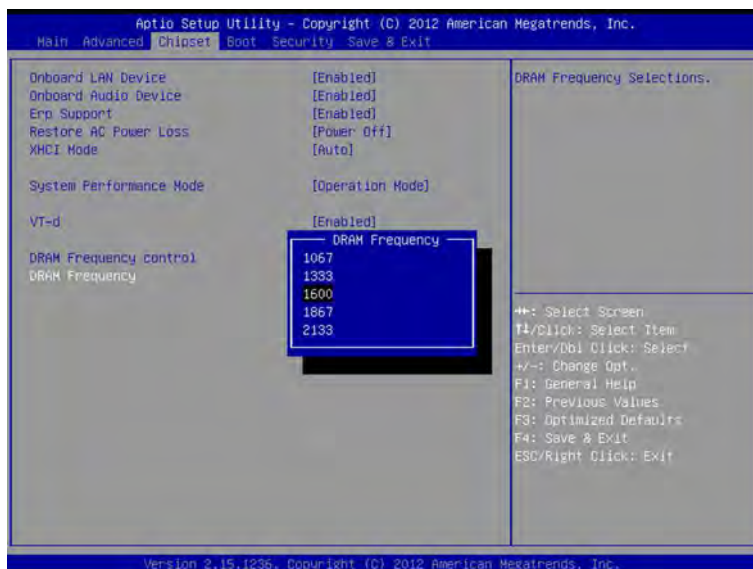 Aptio Setup Utility - Copyright (C) 2012 American Megatrends, Inc.
Main Advanced Chipset Boot Security Save & Exit
Onboard LAN Device [Enabled]
Onboard Audio Device [Enabled]
Erp Support [Enabled]
Restore AC Power Loss [Power Off]
XHCI Mode [Auto]
System Performance Mode [Operation Mode]
VT-d [Enabled]
DRAM Frequency control
DRAM Frequency
DRAM Frequency
1067
1333
1600
1867
2133
DRAM Frequency Selections.
→←: Select Screen
↑↓/Click: Select Item
Enter/Dbl Click: Select
+/-: Change Opt.
F1: General Help
F2: Previous Values
F3: Optimized Defaults
F4: Save & Exit
ESC/Right Click: Exit
Version 2.15.1236. Copyright (C) 2012 American Megatrends, Inc.